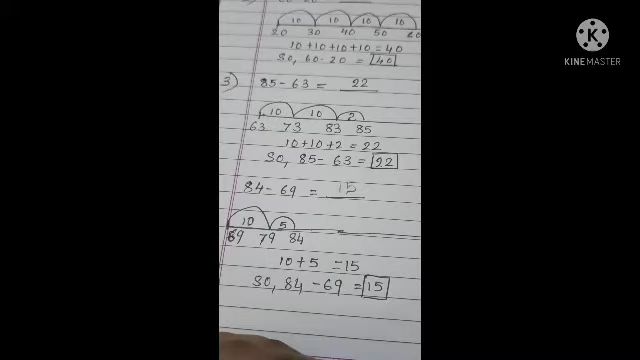 10 10 10 10
20 30 40 50 60
10+10+10+10=40
So, 60-20 = 40
3) 85-63 = 22
10 10 2
63 73 83 85
10+10+2=22
So, 85-63 = 22
84-69 = 15
10 5
69 79 84
10+5 =15
So, 84-69 = 15
KINEMASTER